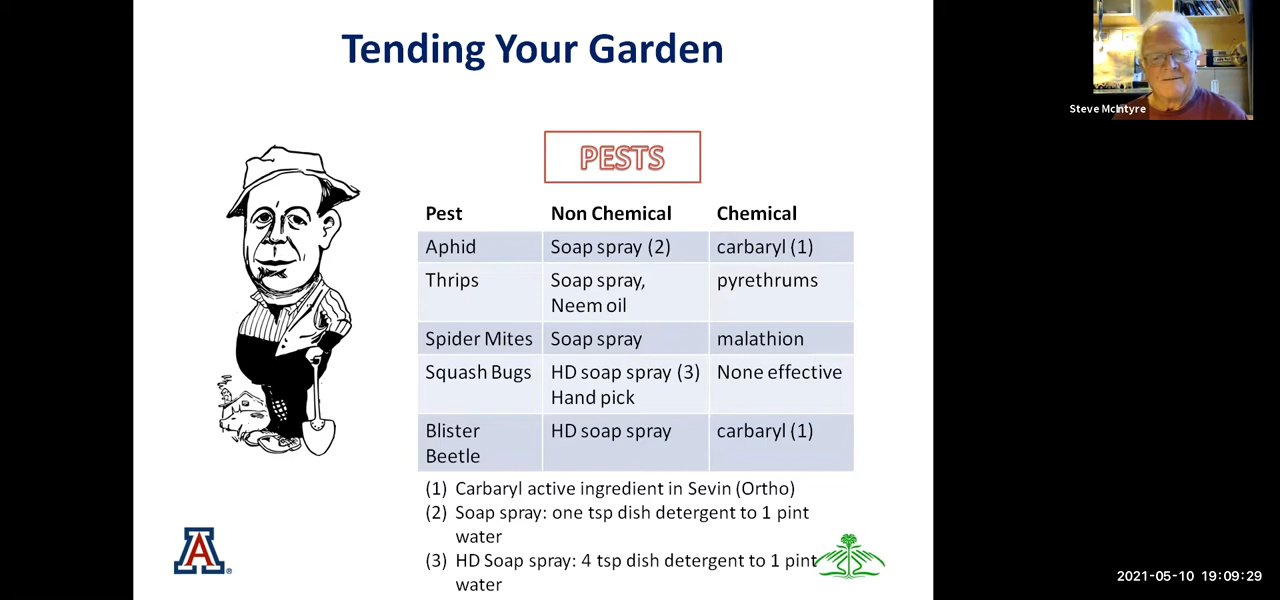 Tending Your Garden
Steve McIntyre
PESTS
Pest Non Chemical Chemical
Aphid Soap spray (2) carbaryl (1)
Thrips Soap spray, pyrethrums
Neem oil
Spider Mites Soap spray malathion
Squash Bugs HD soap spray (3) None effective
Hand pick
Blister HD soap spray carbaryl (1)
Beetle
(1) Carbaryl active ingredient in Sevin (Ortho)
(2) Soap spray: one tsp dish detergent to 1 pint
water
(3) HD Soap spray: 4 tsp dish detergent to 1 pint
water
A
2021-05-10 19:09:29